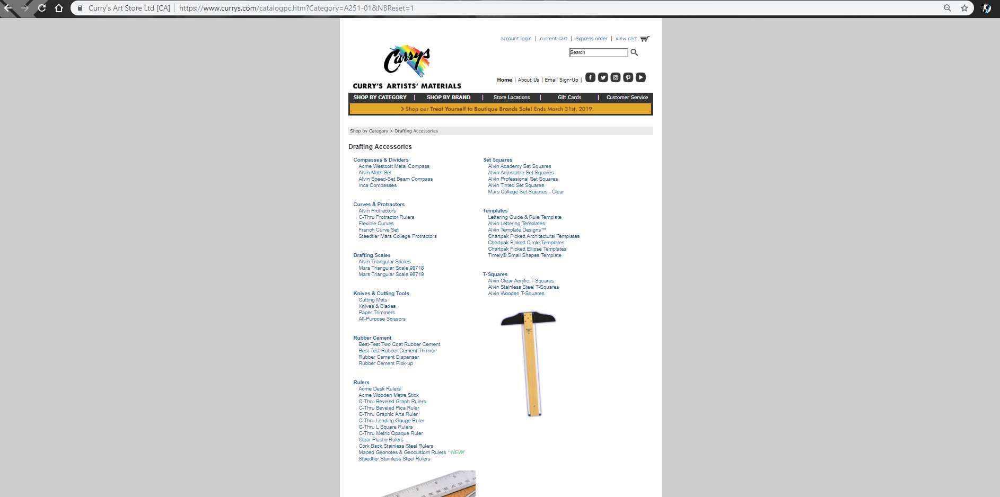 Curry's Art Store Ltd [CA] | https://www.currys.com/catalogpc.htm?Category=A251-01&NBReset=1
account login | current cart | express order | view cart
Search
Currys
CURRY'S ARTISTS' MATERIALS
Home | About Us | Email Sign-Up |
SHOP BY CATEGORY | SHOP BY BRAND | Store Locations | Gift Cards | Customer Service
> Shop our Treat Yourself to Boutique Brands Sale! Ends March 31st, 2019.
Shop by Category > Drafting Accessories
Drafting Accessories
Compasses & Dividers
Acme Westcott Metal Compass
Alvin Math Set
Alvin Speed-Set Beam Compass
Inca Compasses
Curves & Protractors
Alvin Protractors
C-Thru Protractor Rulers
Flexible Curves
French Curve Set
Staedtler Mars College Protractors
Drafting Scales
Alvin Triangular Scales
Mars Triangular Scale 98718
Mars Triangular Scale 98719
Knives & Cutting Tools
Cutting Mats
Knives & Blades
Paper Trimmers
All-Purpose Scissors
Rubber Cement
Best-Test Two Coat Rubber Cement
Best-Test Rubber Cement Thinner
Rubber Cement Dispenser
Rubber Cement Pick-up
Rulers
Acme Desk Rulers
Acme Wooden Metre Stick
C-Thru Beveled Graph Rulers
C-Thru Beveled Pica Ruler
C-Thru Graphic Arts Ruler
C-Thru Leading Gauge Ruler
C-Thru L Square Rulers
C-Thru Metric Opaque Ruler
Clear Plastic Rulers
Cork Back Stainless Steel Rulers
Maped Geonotes & Geocustom Rulers * NEW!
Staedtler Stainless Steel Rulers
Set Squares
Alvin Academy Set Squares
Alvin Adjustable Set Squares
Alvin Professional Set Squares
Alvin Tinted Set Squares
Mars College Set Squares - Clear
Templates
Lettering Guide & Rule Template
Alvin Lettering Templates
Alvin Template Designs™
Chartpak Pickett Architectural Templates
Chartpak Pickett Circle Templates
Chartpak Pickett Ellipse Templates
Timely® Small Shapes Template
T-Squares
Alvin Clear Acrylic T-Squares
Alvin Stainless Steel T-Squares
Alvin Wooden T-Squares